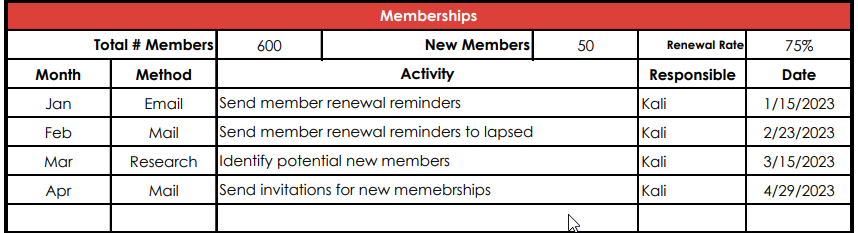 Memberships
Total # Members 600 New Members 50 Renewal Rate 75%
Month Method Activity Responsible Date
Jan Email Send member renewal reminders Kali 1/15/2023
Feb Mail Send member renewal reminders to lapsed Kali 2/23/2023
Mar Research Identify potential new members Kali 3/15/2023
Apr Mail Send invitations for new memebrships Kali 4/29/2023